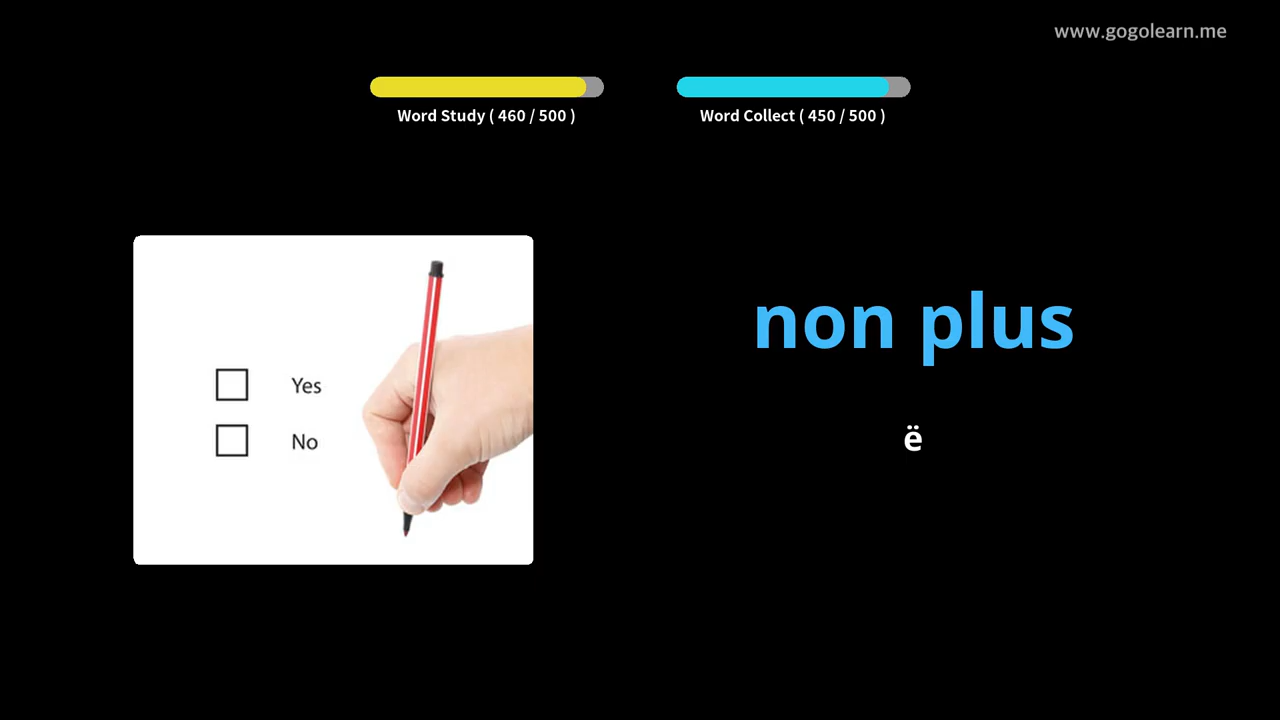 www.gogolearn.me
Word Study ( 460 / 500 )
Word Collect ( 450 / 500 )
non plus
Yes
ë
No